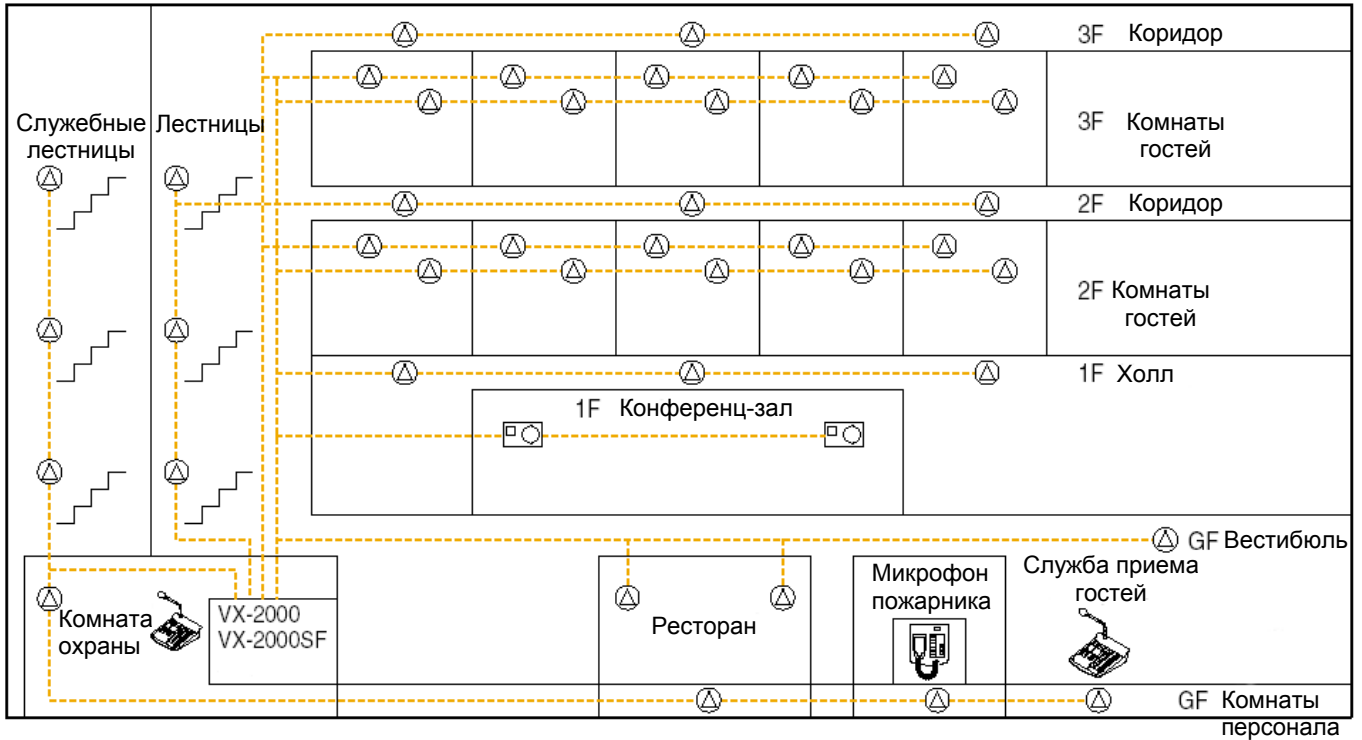 3F Коридор
Служебные
лестницы
Лестницы
3F Комнаты
гостей
2F Коридор
2F Комнаты
гостей
1F Холл
1F Конференц-зал
GF Вестибюль
Комната
охраны
VX-2000
VX-2000SF
Ресторан
Микрофон
пожарника
Служба приема
гостей
GF Комнаты
персонала